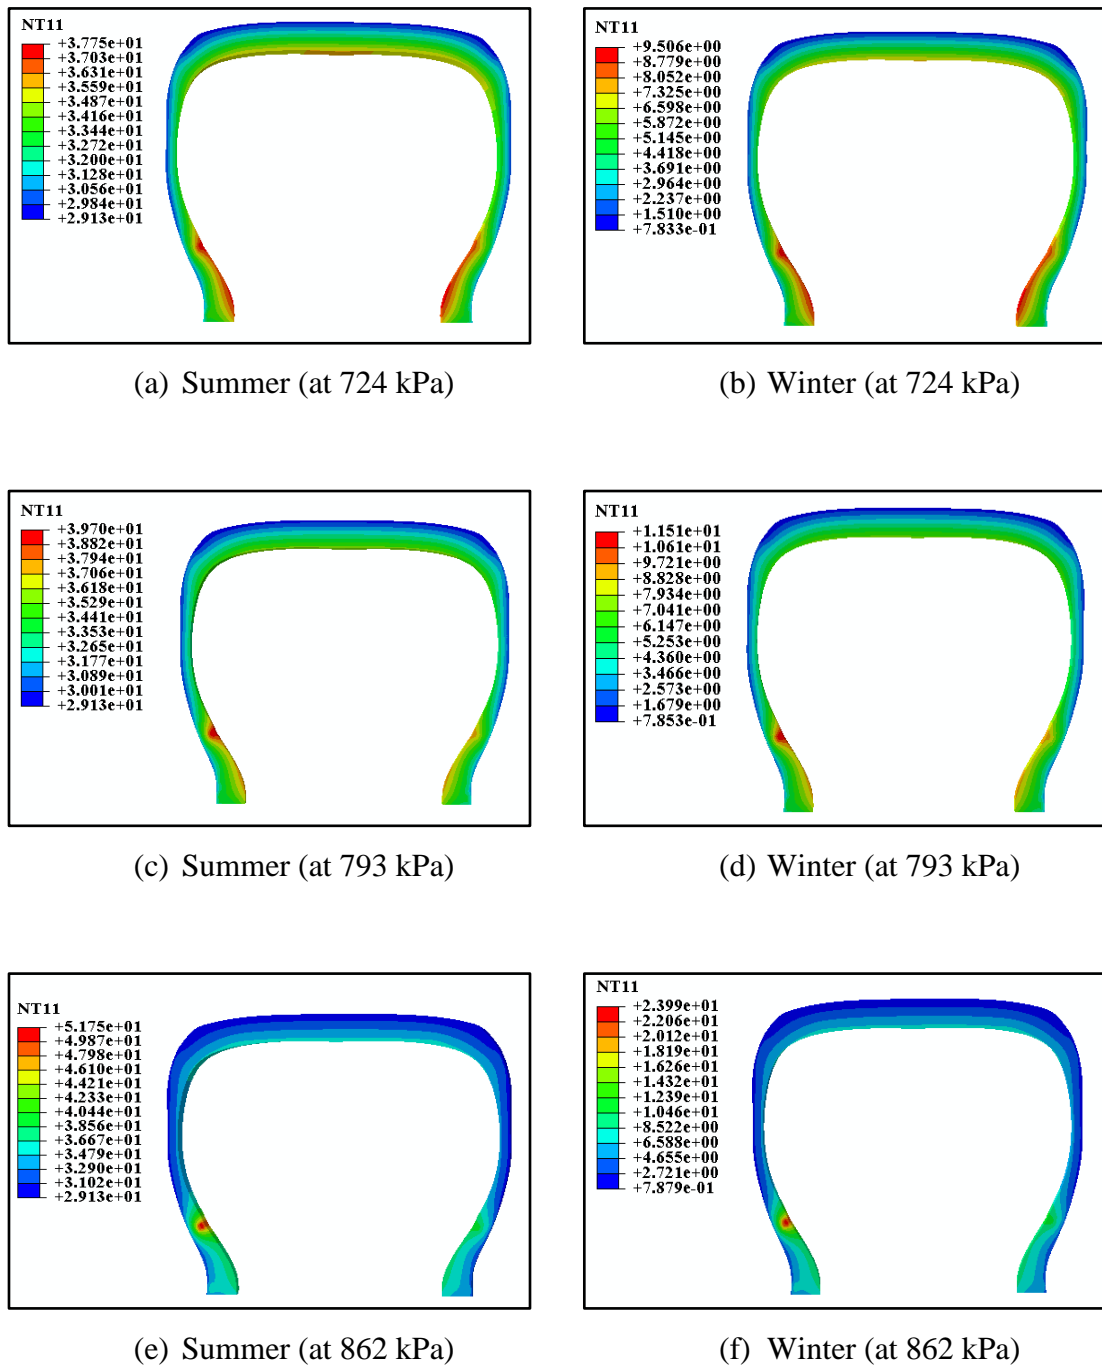 NT11
+3.775e+01
+3.703e+01
+3.631e+01
+3.559e+01
+3.487e+01
+3.416e+01
+3.344e+01
+3.272e+01
+3.200e+01
+3.128e+01
+3.056e+01
+2.984e+01
+2.913e+01
(a) Summer (at 724 kPa)
NT11
+9.506e+00
+8.779e+00
+8.052e+00
+7.325e+00
+6.598e+00
+5.872e+00
+5.145e+00
+4.418e+00
+3.691e+00
+2.964e+00
+2.237e+00
+1.510e+00
+7.833e-01
(b) Winter (at 724 kPa)
NT11
+3.970e+01
+3.882e+01
+3.794e+01
+3.706e+01
+3.618e+01
+3.529e+01
+3.441e+01
+3.353e+01
+3.265e+01
+3.177e+01
+3.089e+01
+3.001e+01
+2.913e+01
(c) Summer (at 793 kPa)
NT11
+1.151e+01
+1.061e+01
+9.721e+00
+8.828e+00
+7.934e+00
+7.041e+00
+6.147e+00
+5.253e+00
+4.360e+00
+3.466e+00
+2.573e+00
+1.679e+00
+7.853e-01
(d) Winter (at 793 kPa)
NT11
+5.175e+01
+4.987e+01
+4.798e+01
+4.610e+01
+4.421e+01
+4.233e+01
+4.044e+01
+3.856e+01
+3.667e+01
+3.479e+01
+3.290e+01
+3.102e+01
+2.913e+01
(e) Summer (at 862 kPa)
NT11
+2.399e+01
+2.206e+01
+2.012e+01
+1.819e+01
+1.626e+01
+1.432e+01
+1.239e+01
+1.046e+01
+8.522e+00
+6.588e+00
+4.655e+00
+2.721e+00
+7.879e-01
(f) Winter (at 862 kPa)